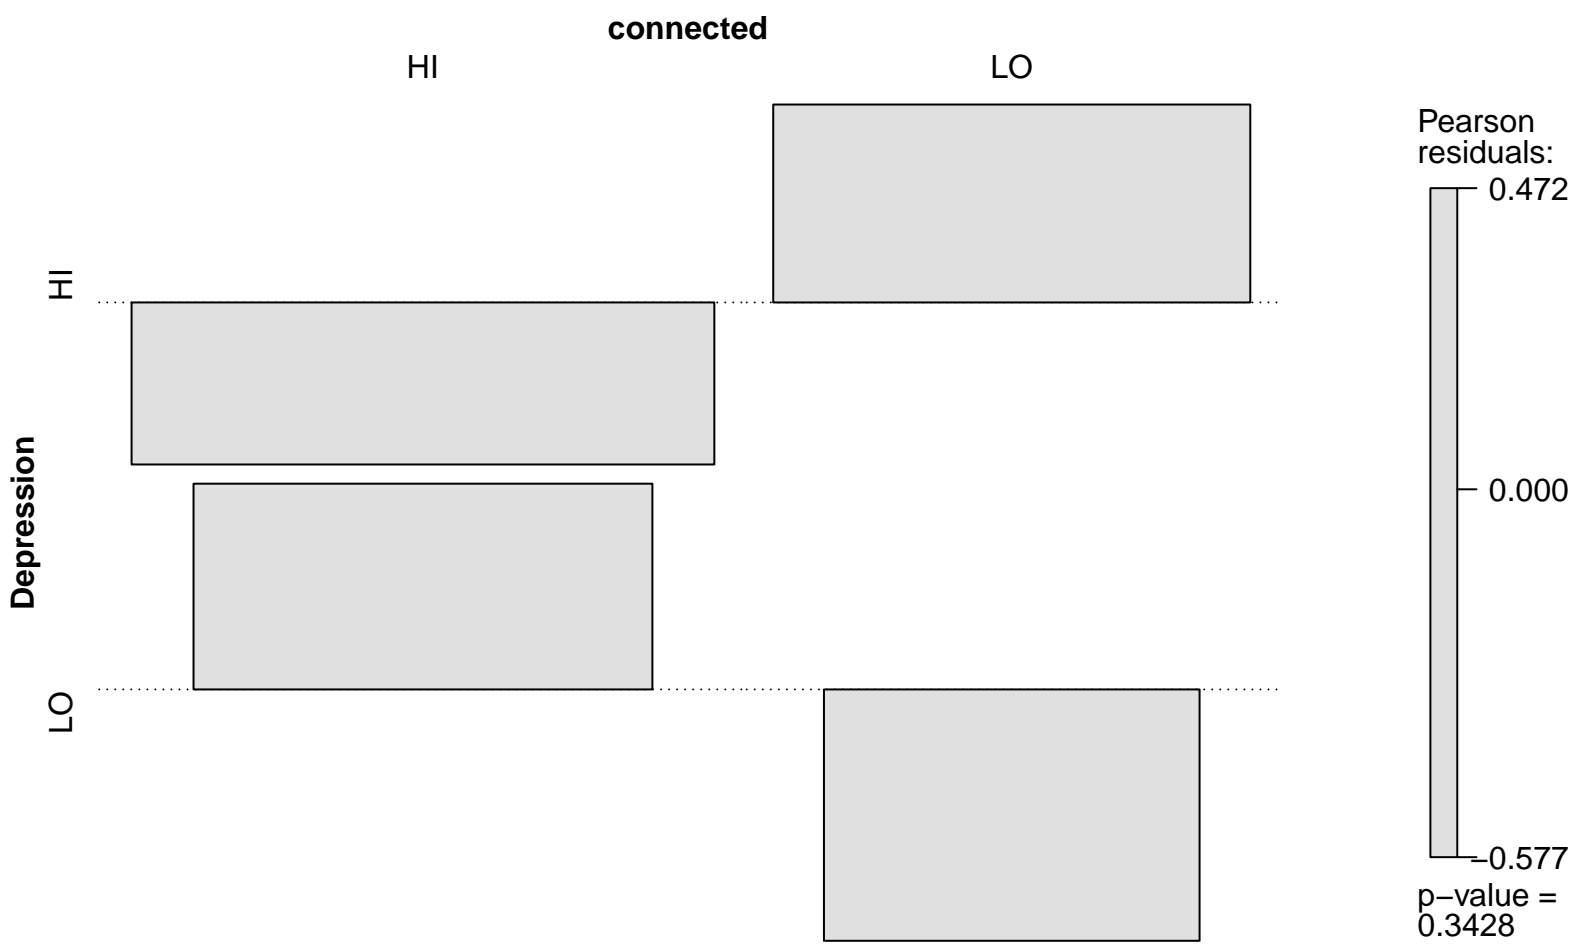 connected
HI LO
Pearson
residuals:
0.472
HI
Depression
0.000
LO
−0.577
p−value =
0.3428